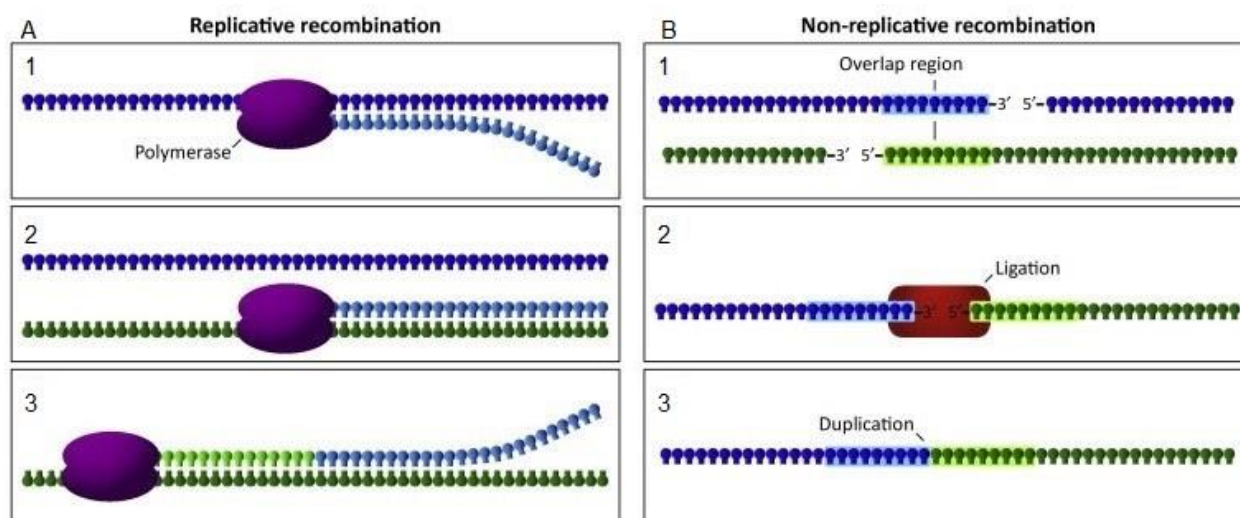 A
Replicative recombination
1
Polymerase
2
3
B
Non-replicative recombination
1
Overlap region
3′ 5′
3′ 5′
2
Ligation
3′ 5′
3
Duplication